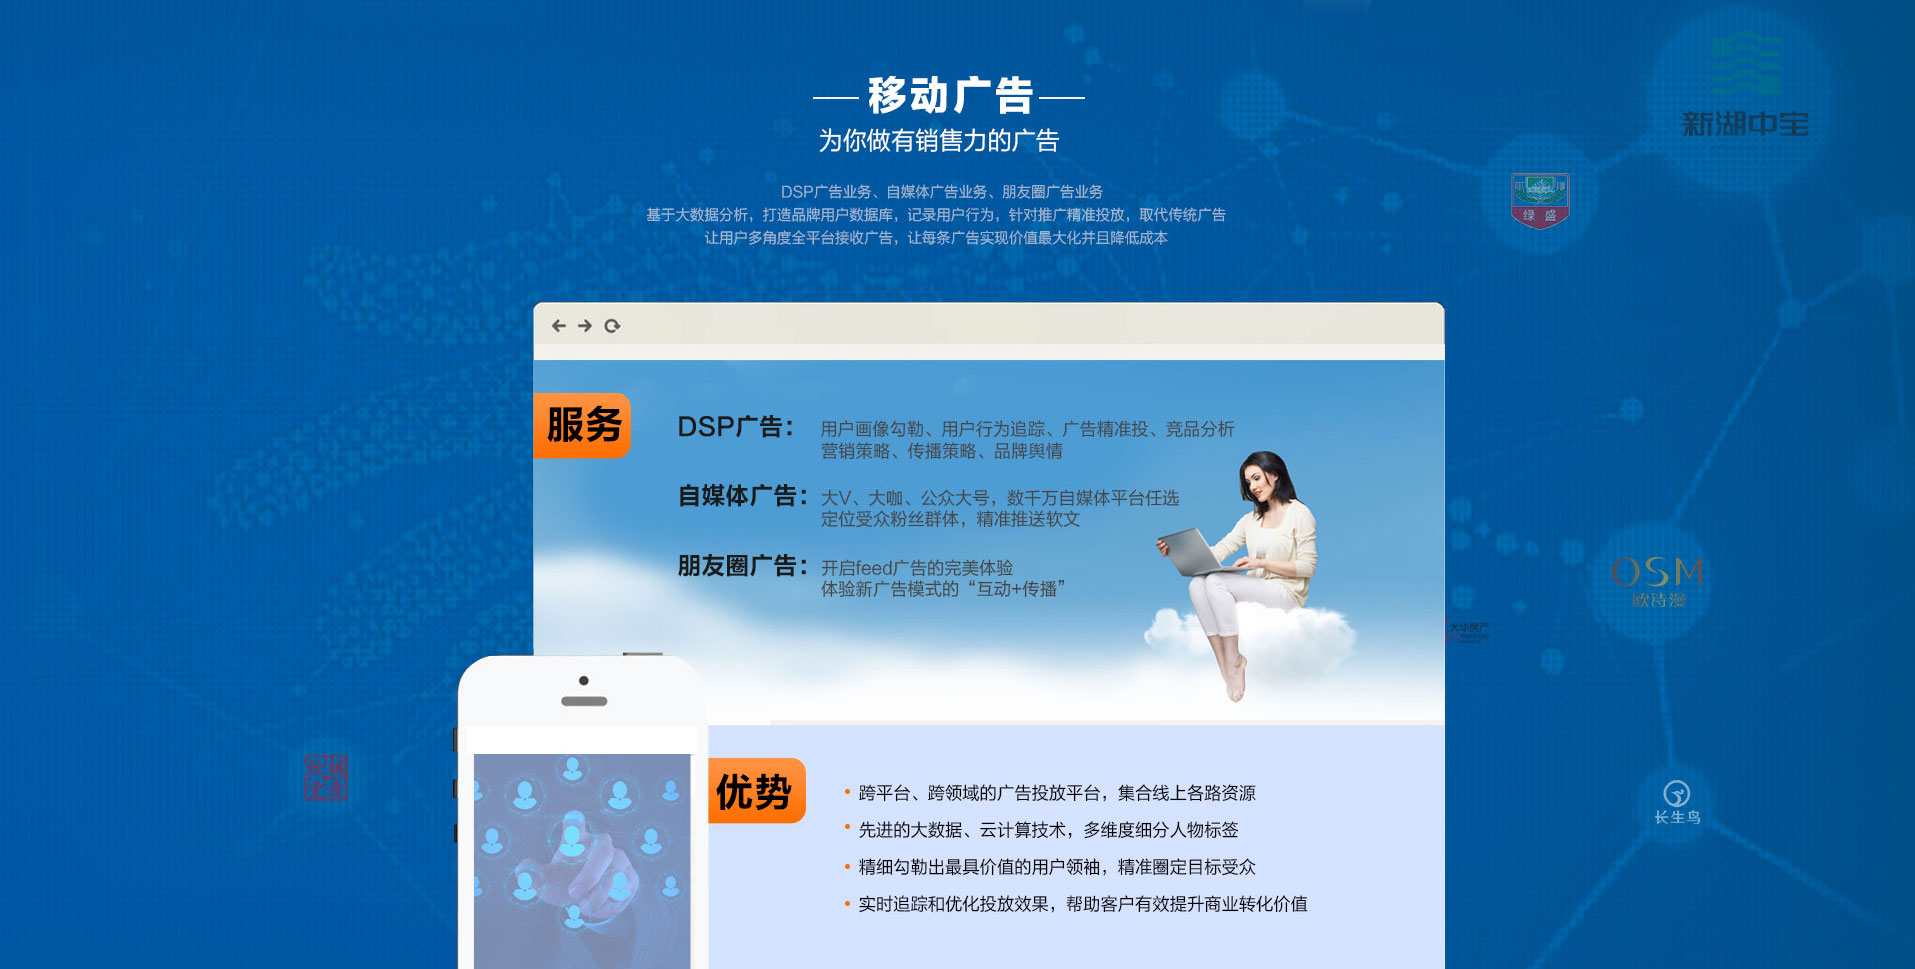 移动广告
为你做有销售力的广告
DSP广告业务、自媒体广告业务、朋友圈广告业务
基于大数据分析，打造品牌用户数据库，记录用户行为，针对推广精准投放，取代传统广告
让用户多角度全平台接收广告，让每条广告实现价值最大化并且降低成本
新湖中宝
绿盛
服务
DSP广告：
用户画像勾勒、用户行为追踪、广告精准投、竞品分析
营销策略、传播策略、品牌舆情
自媒体广告：
大V、大咖、公众大号，数千万自媒体平台任选
定位受众粉丝群体，精准推送软文
朋友圈广告：
开启feed广告的完美体验
体验新广告模式的“互动+传播”
OSM
欧诗漫
大华房产
优势
跨平台、跨领域的广告投放平台，集合线上各路资源
先进的大数据、云计算技术，多维度细分人物标签
精细勾勒出最具价值的用户领袖，精准圈定目标受众
实时追踪和优化投放效果，帮助客户有效提升商业转化价值
长生鸟